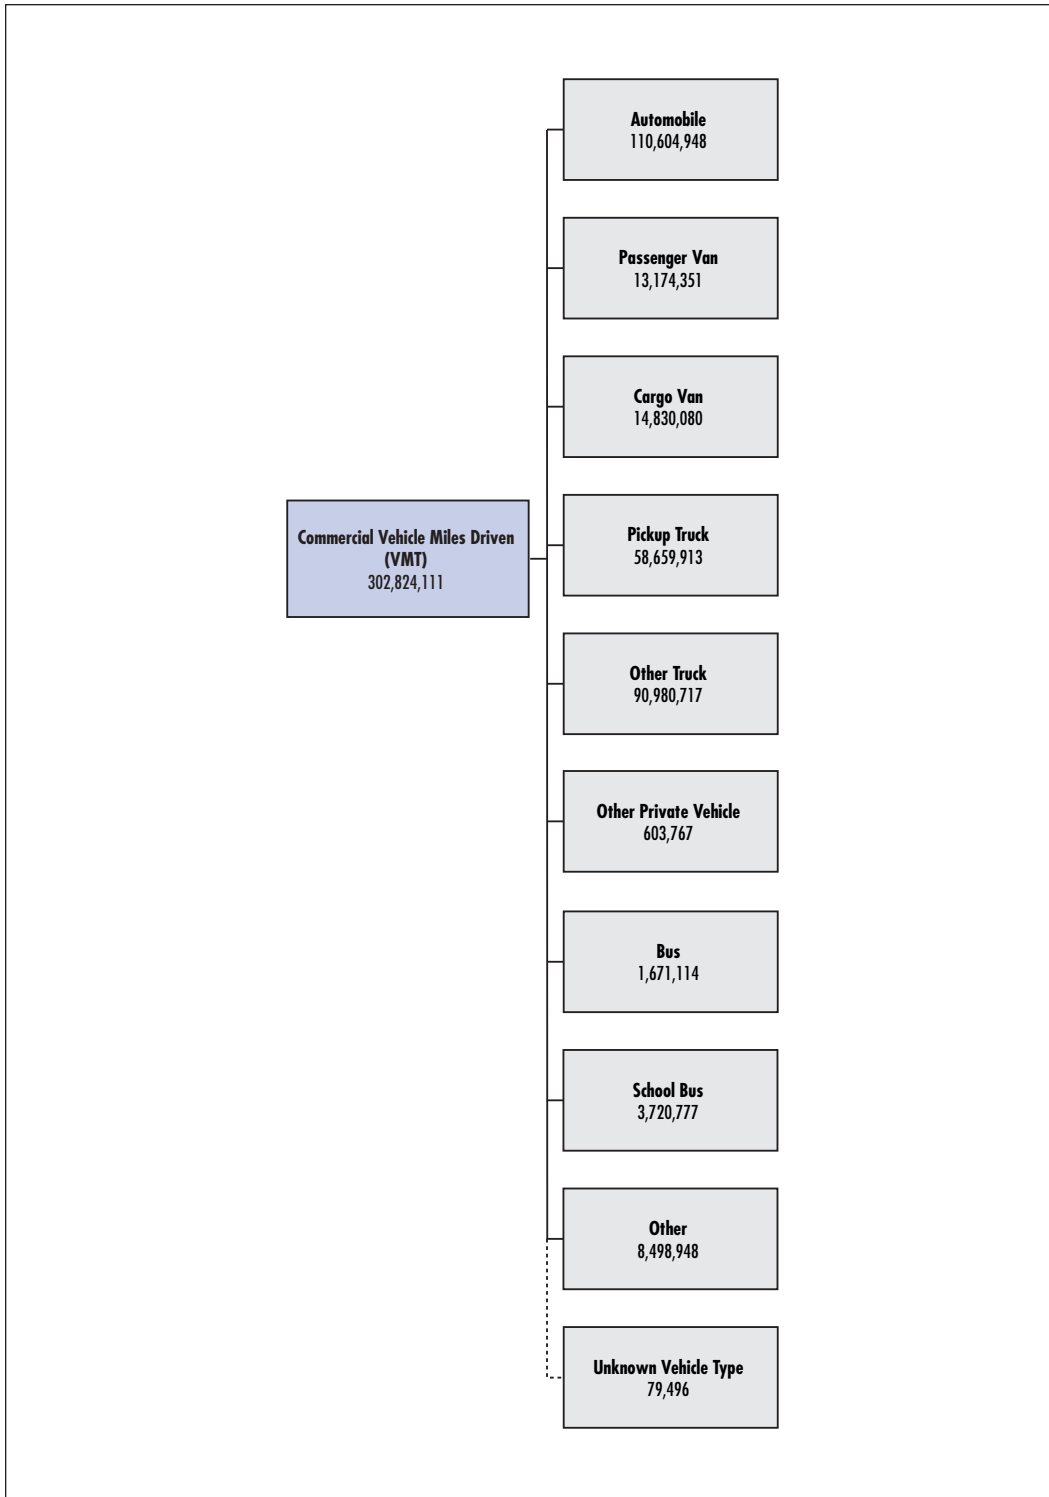 Automobile
110,604,948
Passenger Van
13,174,351
Cargo Van
14,830,080
Commercial Vehicle Miles Driven
(VMT)
302,824,111
Pickup Truck
58,659,913
Other Truck
90,980,717
Other Private Vehicle
603,767
Bus
1,671,114
School Bus
3,720,777
Other
8,498,948
Unknown Vehicle Type
79,496